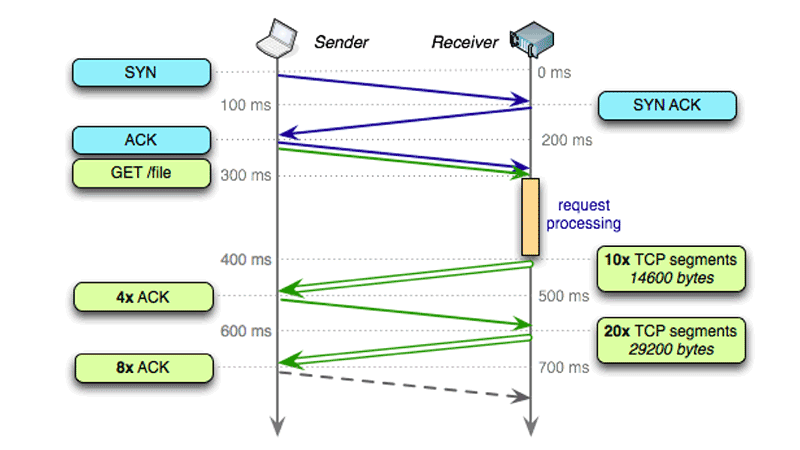 Sender
Receiver
SYN
0 ms
100 ms
SYN ACK
ACK
200 ms
GET /file
300 ms
request
processing
400 ms
10x TCP segments
14600 bytes
4x ACK
500 ms
600 ms
20x TCP segments
29200 bytes
8x ACK
700 ms